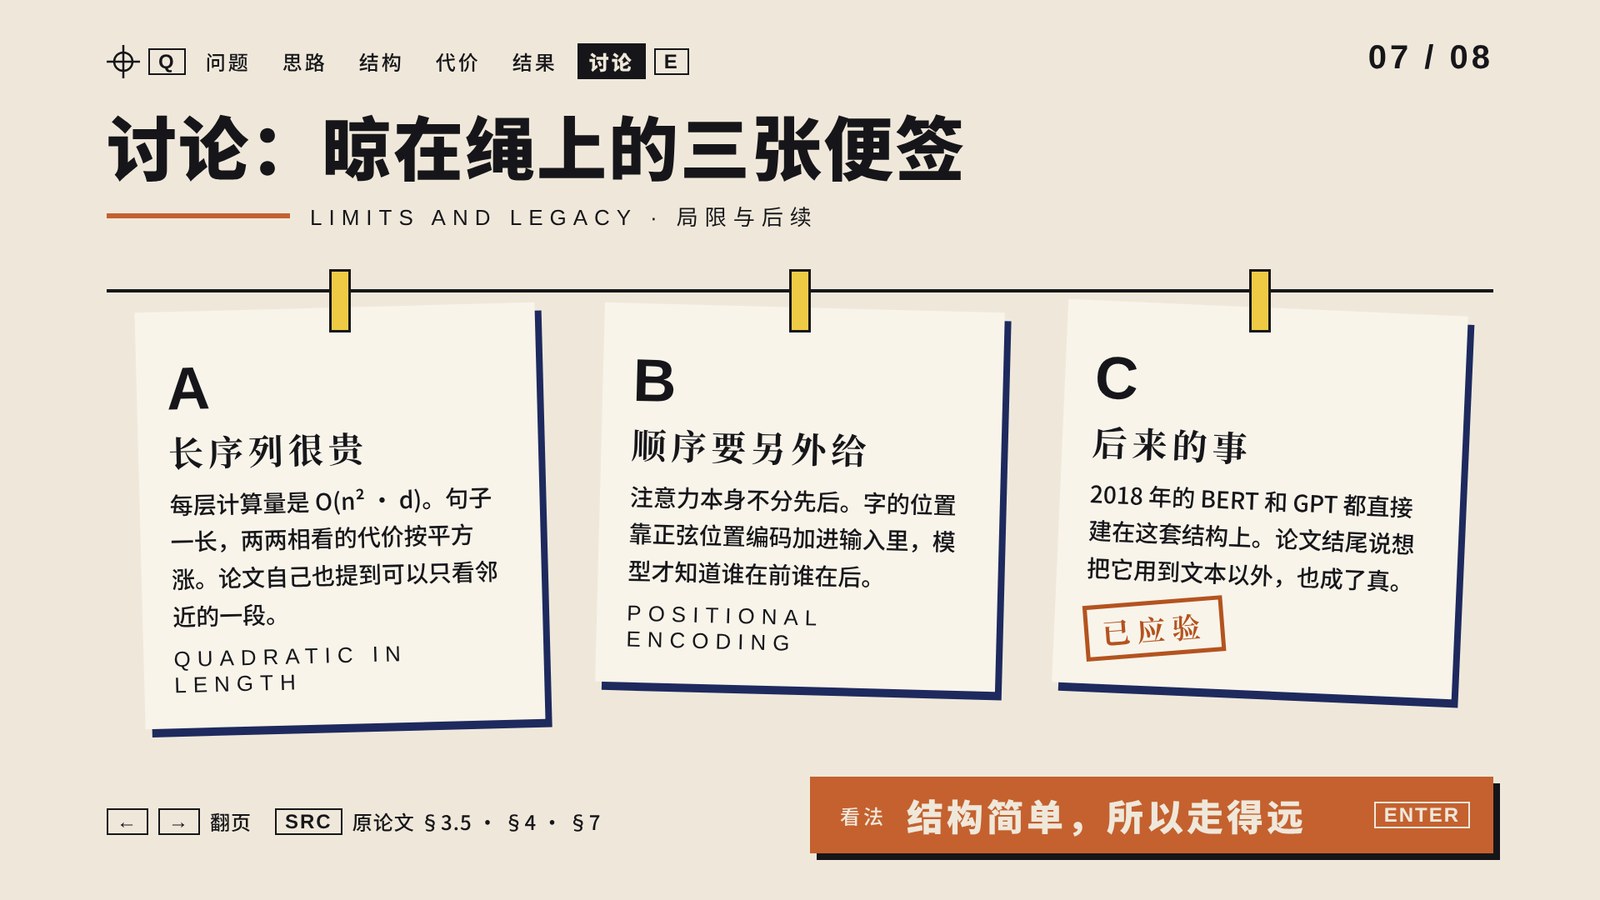 Q 问题 思路 结构 代价 结果 讨论 E
07 / 08
讨论：晾在绳上的三张便签
LIMITS AND LEGACY · 局限与后续
A
长序列很贵
每层计算量是 O(n² · d)。句子
一长，两两相看的代价按平方
涨。论文自己也提到可以只看邻
近的一段。
QUADRATIC IN
LENGTH
B
顺序要另外给
注意力本身不分先后。字的位置
靠正弦位置编码加进输入里，模
型才知道谁在前谁在后。
POSITIONAL
ENCODING
C
后来的事
2018 年的 BERT 和 GPT 都直接
建在这套结构上。论文结尾说想
把它用到文本以外，也成了真。
已应验
← → 翻页 SRC 原论文 §3.5 · §4 · §7
看法 结构简单，所以走得远 ENTER